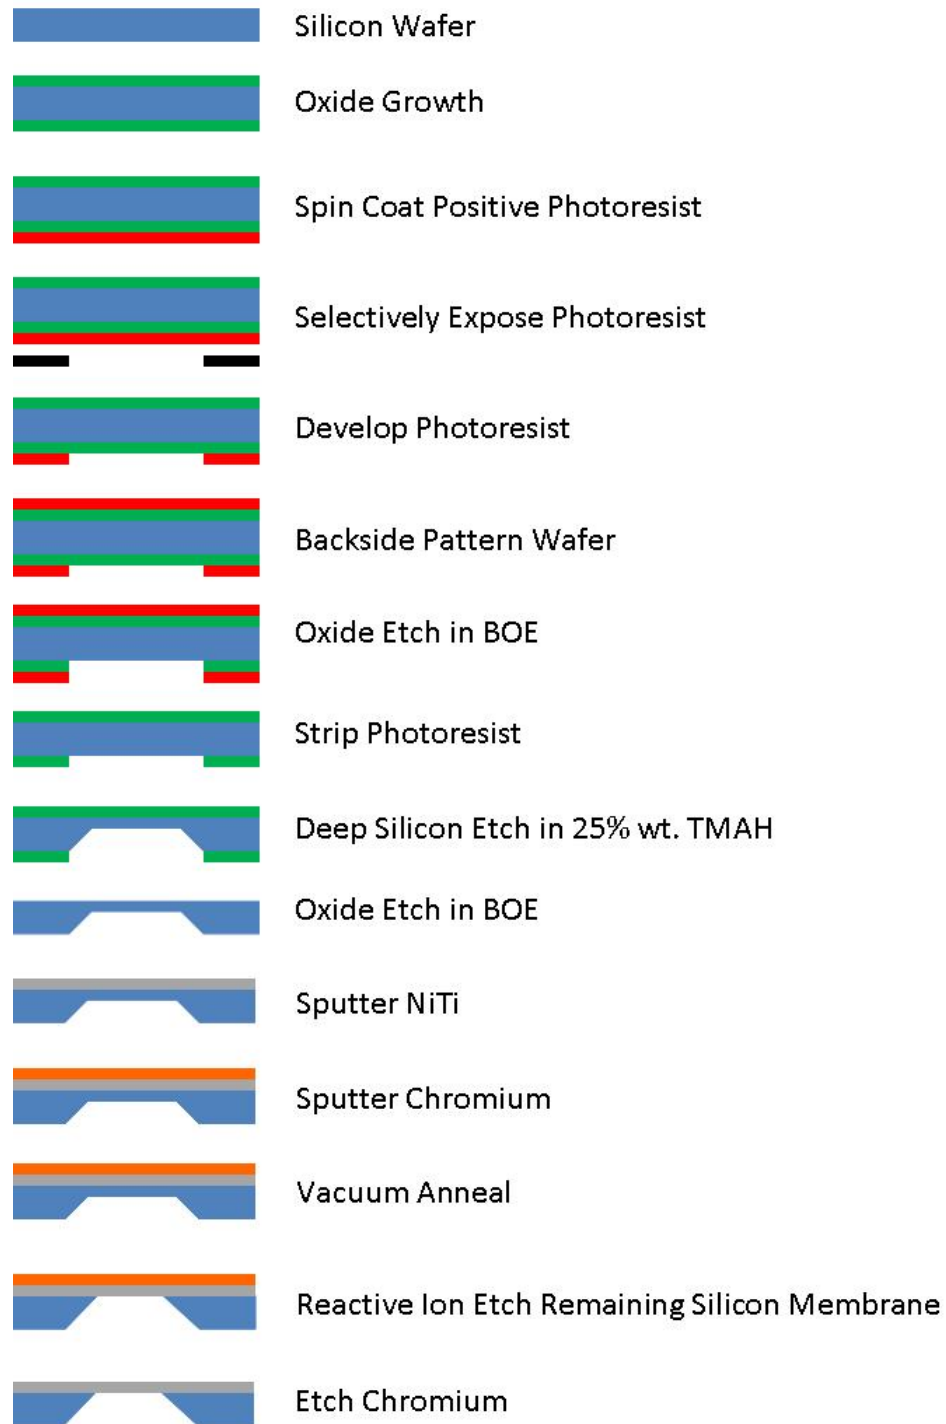 Silicon Wafer
Oxide Growth
Spin Coat Positive Photoresist
Selectively Expose Photoresist
Develop Photoresist
Backside Pattern Wafer
Oxide Etch in BOE
Strip Photoresist
Deep Silicon Etch in 25% wt. TMAH
Oxide Etch in BOE
Sputter NiTi
Sputter Chromium
Vacuum Anneal
Reactive Ion Etch Remaining Silicon Membrane
Etch Chromium